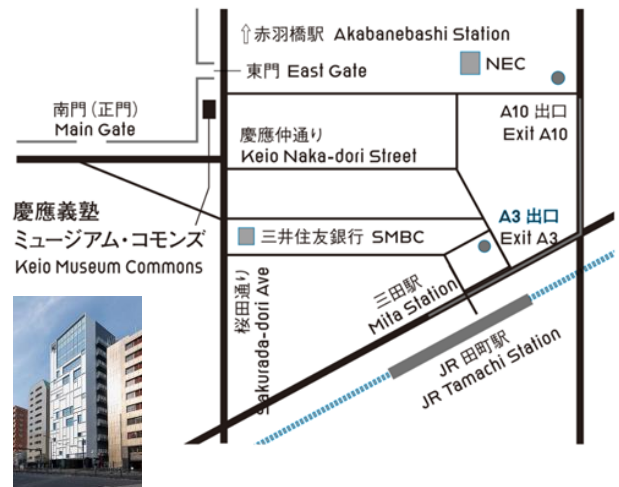 赤羽橋駅 Akabanebashi Station
NEC
東門 East Gate
南門（正門）
Main Gate
A10 出口
Exit A10
慶應仲通り
Keio Naka-dori Street
慶應義塾
ミュージアム・コモンズ
Keio Museum Commons
A3 出口
Exit A3
三井住友銀行 SMBC
桜田通り
Sakurada-dori Ave
三田駅
Mita Station
JR 田町駅
JR Tamachi Station